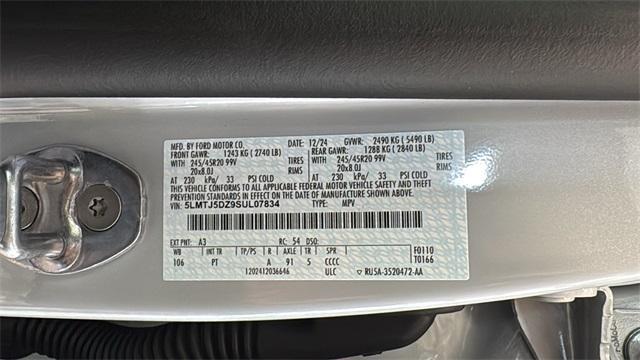 MFD. BY FORD MOTOR CO. DATE: 12/24 GVWR: 2490 KG ( 5490 LB)
FRONT GAWR: 1243 KG ( 2740 LB) REAR GAWR: 1288 KG ( 2840 LB)
WITH 245/45R20 99V TIRES WITH 245/45R20 99V TIRES
20x8.0J RIMS 20x8.0J RIMS
AT 230 kPa/ 33 PSI COLD AT 230 kPa/ 33 PSI COLD
THIS VEHICLE CONFORMS TO ALL APPLICABLE FEDERAL MOTOR VEHICLE SAFETY AND THEFT
PREVENTION STANDARDS IN EFFECT ON THE DATE OF MANUFACTURE SHOWN ABOVE.
VIN: 5LMTJ5DZ9SUL07834 TYPE: MPV
EXT PNT: A3 RC: 54 DSO: F0110
WB INT TR TP/PS R AXLE TR SPR T0166
106 PT A 91 5 CCCC
1202412036646 ULC RU5A-3520472-AA